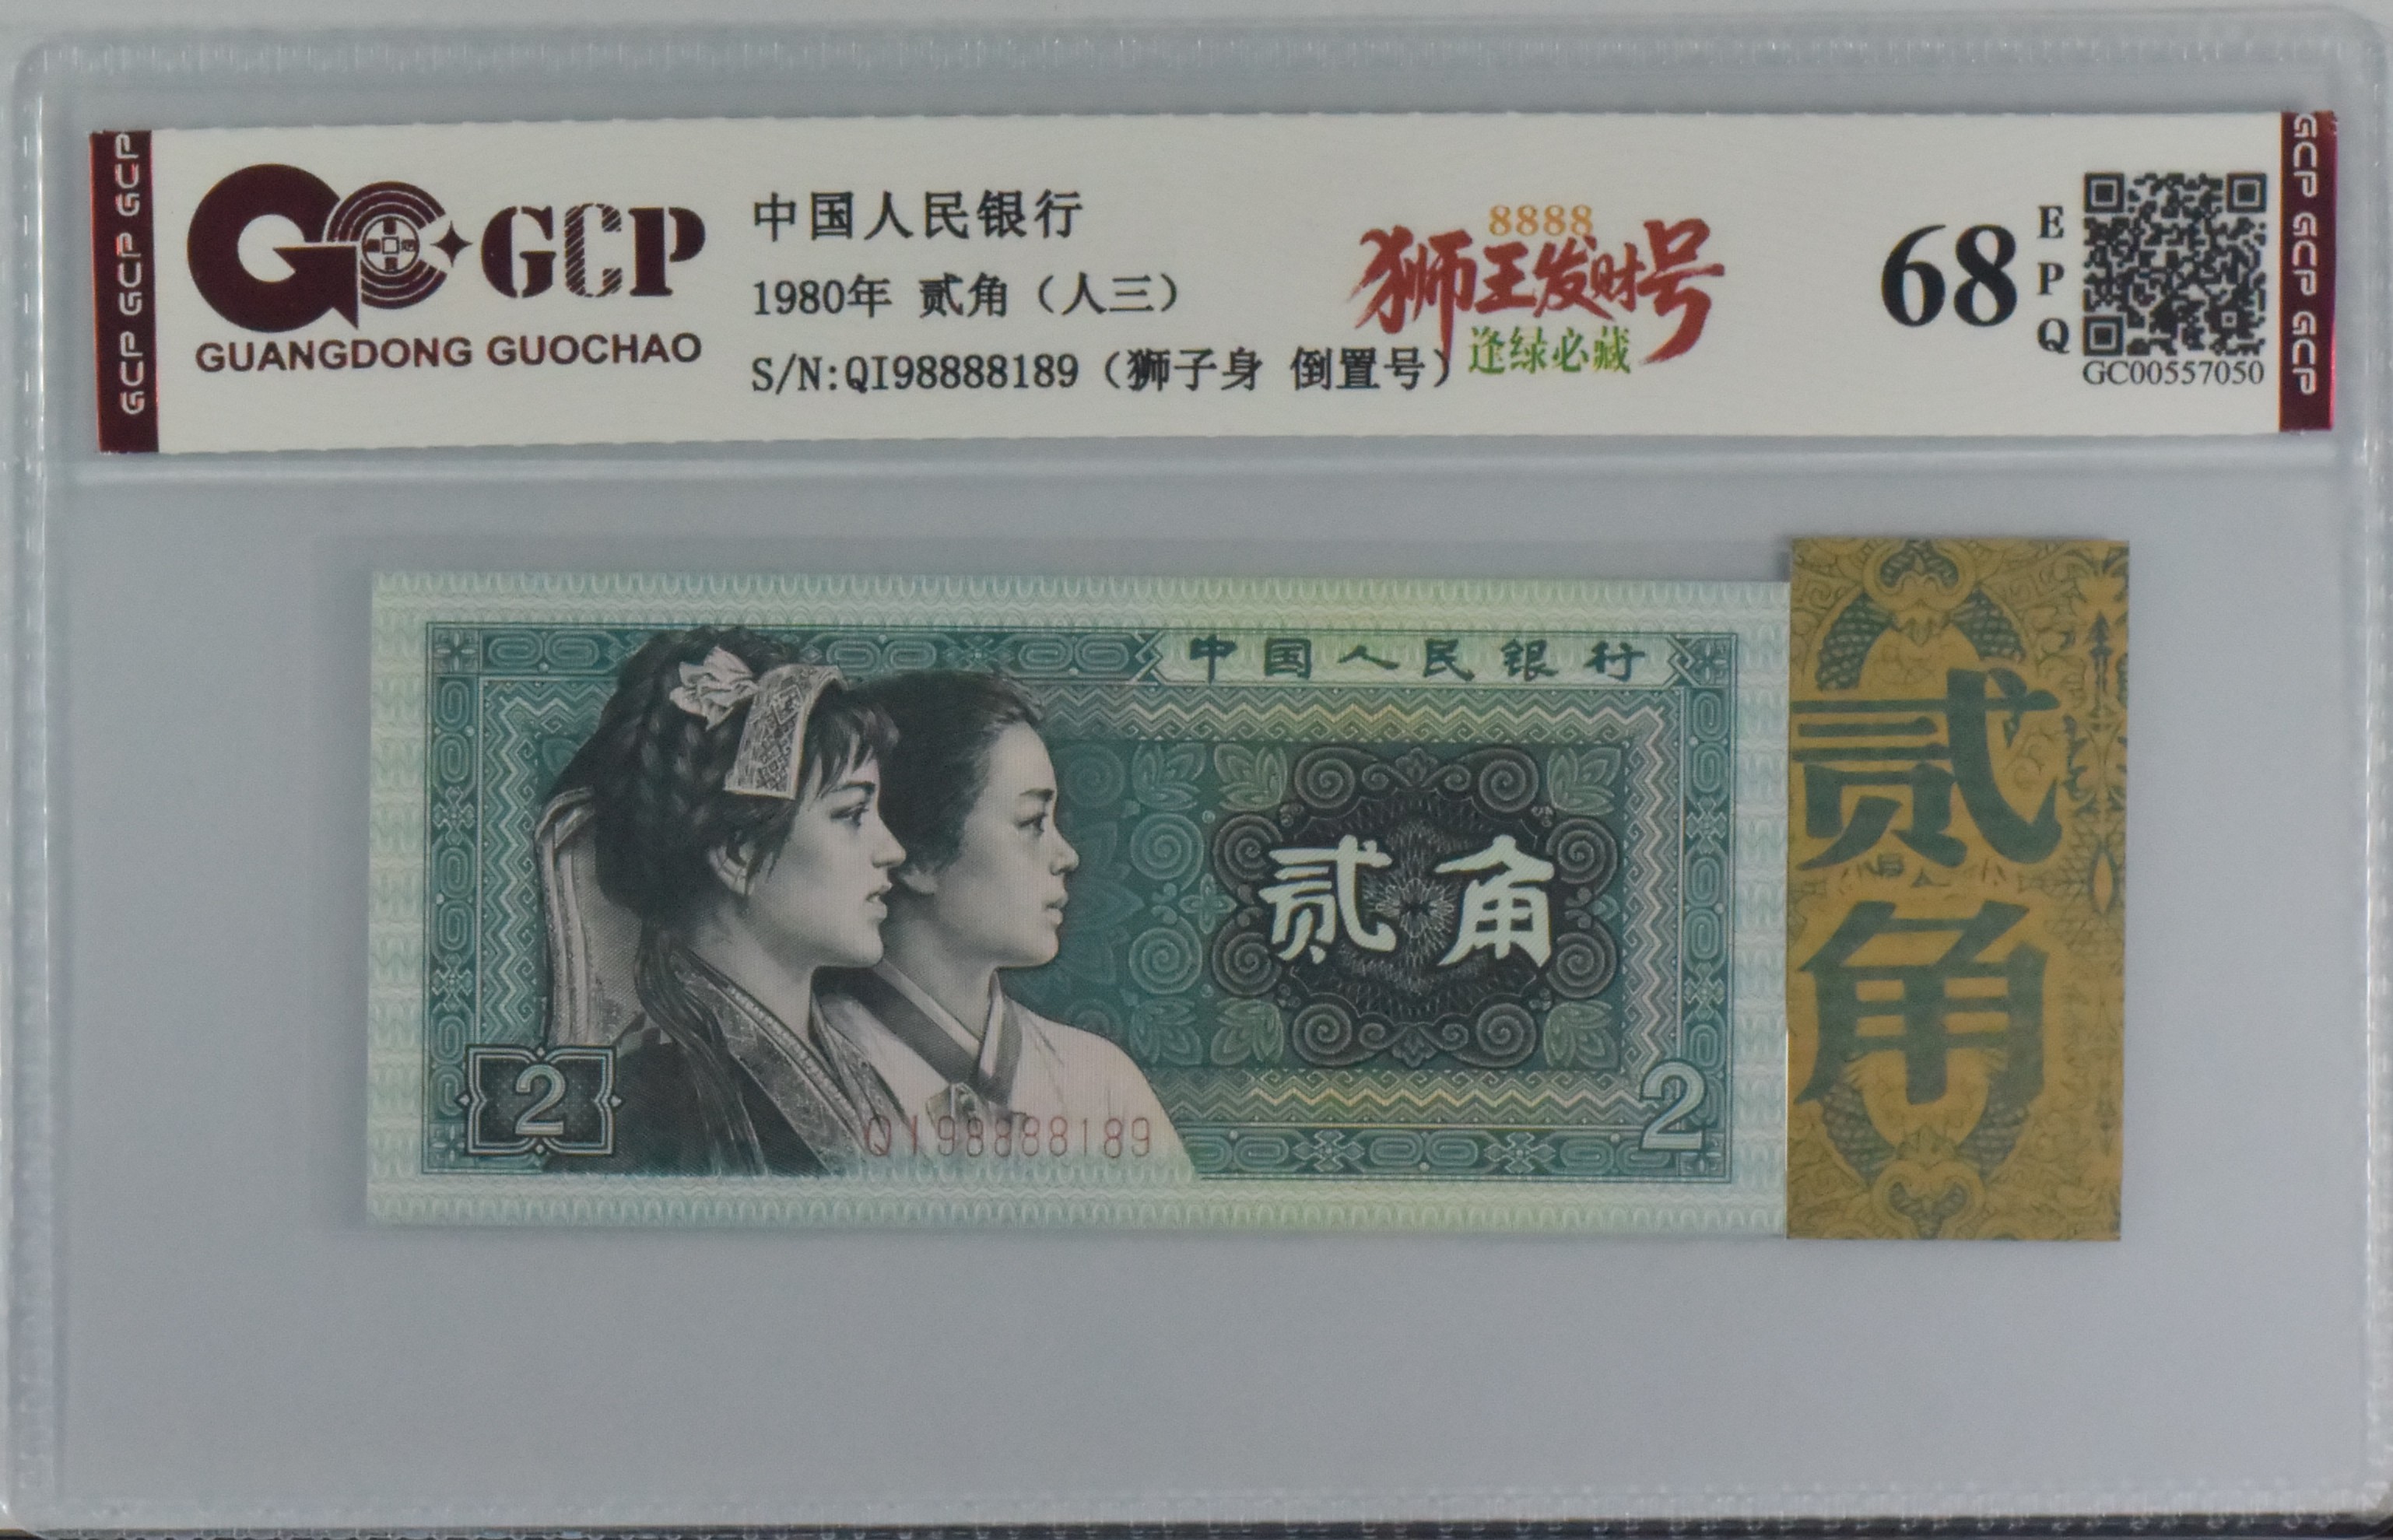 GCP GCP GCP
GCP
GUANGDONG GUOCHAO
中国人民银行
1980年 贰角（人三）
S/N:QI98888189（狮子身 倒置号）
8888
狮王发财号
逢绿必藏
68
EPQ
GC00557050
GCP GCP GCP
中国人民银行
贰角
2
QI98888189
2
贰角